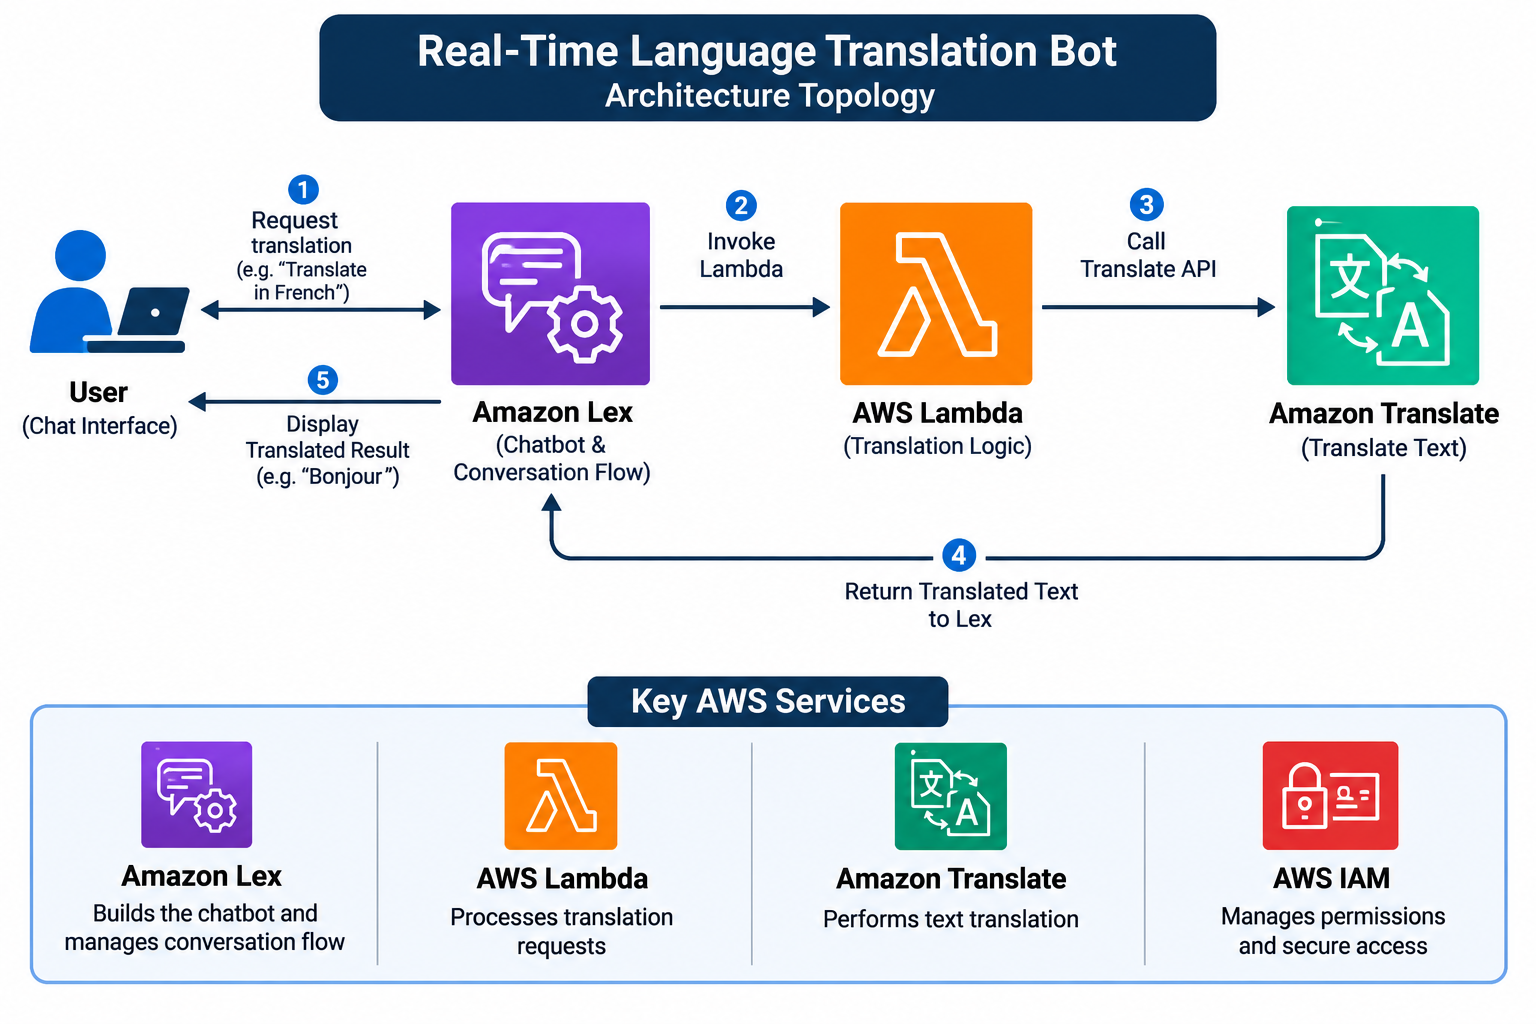 Real-Time Language Translation Bot
Architecture Topology
1
Request
translation
(e.g. “Translate
in French”)
2
Invoke
Lambda
3
Call
Translate API
文
A
User
(Chat Interface)
5
Display
Translated Result
(e.g. “Bonjour”)
Amazon Lex
(Chatbot &
Conversation Flow)
AWS Lambda
(Translation Logic)
Amazon Translate
(Translate Text)
4
Return Translated Text
to Lex
Key AWS Services
Amazon Lex
Builds the chatbot and
manages conversation flow
AWS Lambda
Processes translation
requests
文
A
Amazon Translate
Performs text translation
AWS IAM
Manages permissions
and secure access